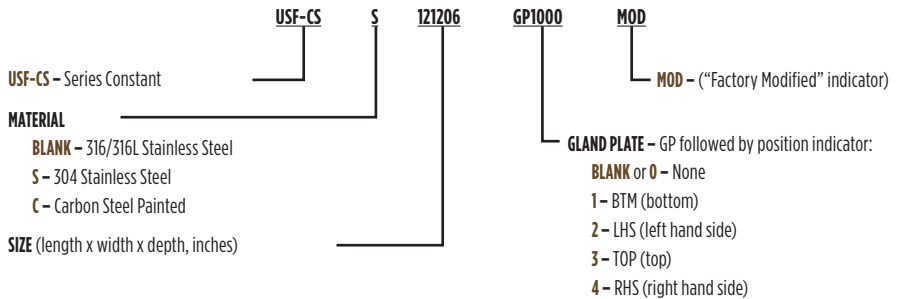 USF-CS S 121206 GP1000 MOD
USF-CS – Series Constant
MOD – (“Factory Modified” indicator)
MATERIAL
BLANK – 316/316L Stainless Steel
S – 304 Stainless Steel
C – Carbon Steel Painted
SIZE (length x width x depth, inches)
GLAND PLATE – GP followed by position indicator:
BLANK or 0 – None
1 – BTM (bottom)
2 – LHS (left hand side)
3 – TOP (top)
4 – RHS (right hand side)